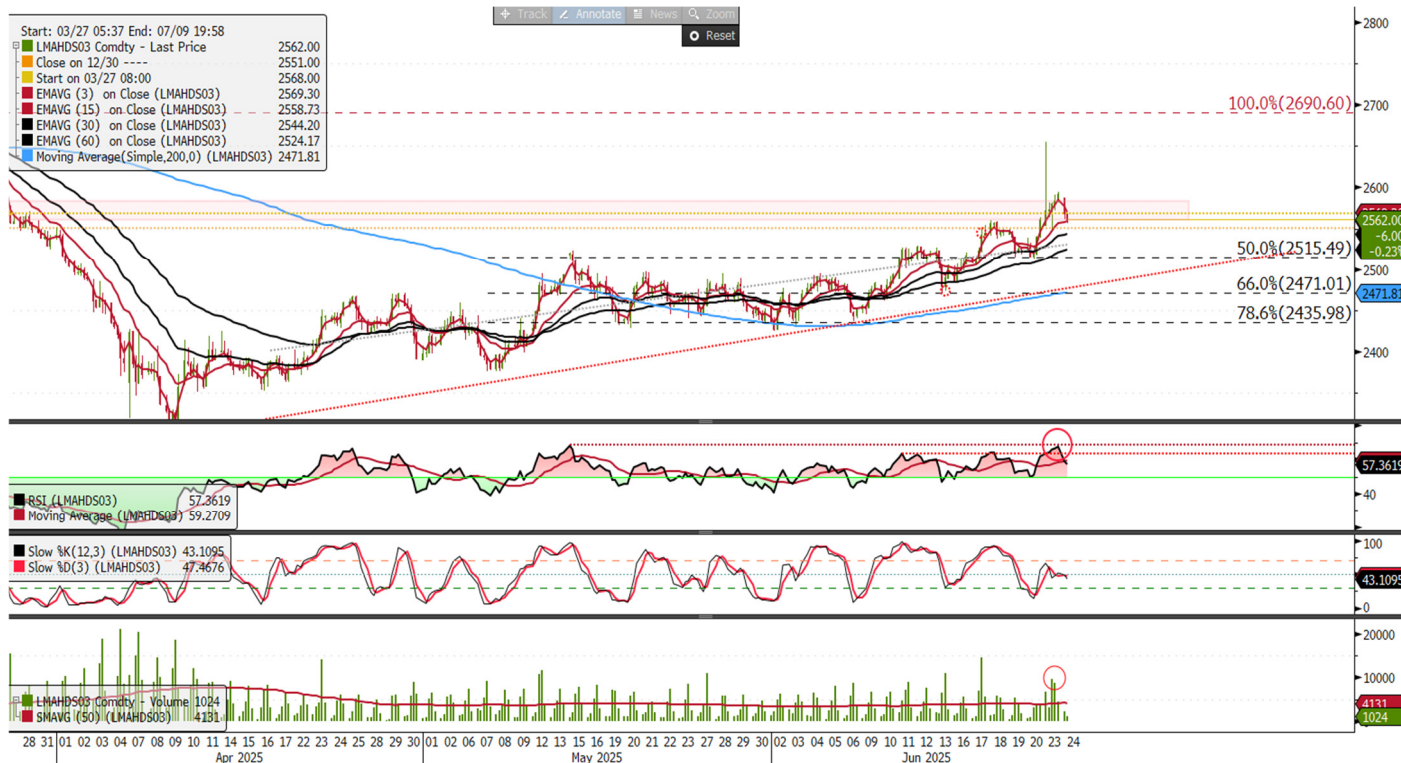 Track Annotate News Zoom
Reset
Start: 03/27 05:37 End: 07/09 19:58
LMAHDS03 Comdty - Last Price 2562.00
Close on 12/30 ---- 2551.00
Start on 03/27 08:00 2568.00
EMAVG (3) on Close (LMAHDS03) 2569.30
EMAVG (15) on Close (LMAHDS03) 2558.73
EMAVG (30) on Close (LMAHDS03) 2544.20
EMAVG (60) on Close (LMAHDS03) 2524.17
Moving Average(Simple,200,0) (LMAHDS03) 2471.81
2800
100.0%(2690.60)
2700
2600
2562.00
-6.00
-0.23%
50.0%(2515.49)
2500
66.0%(2471.01)
2471.81
78.6%(2435.98)
2400
RSI (LMAHDS03) 57.3619
Moving Average (LMAHDS03) 59.2709
57.3619
40
Slow %K(12,3) (LMAHDS03) 43.1095
Slow %D(3) (LMAHDS03) 47.4676
100
43.1095
0
LMAHDS03 Comdty - Volume 1024
SMAVG (50) (LMAHDS03) 4131
20000
10000
4131
1024
28 31 01 02 03 04 07 08 09 10 11 14 15 16 17 22 23 24 25 28 29 30 01 02 06 07 08 09 12 13 14 15 16 19 20 21 22 23 27 28 29 30 02 03 04 05 06 09 10 11 12 13 16 17 18 19 20 23 24
Apr 2025 May 2025 Jun 2025